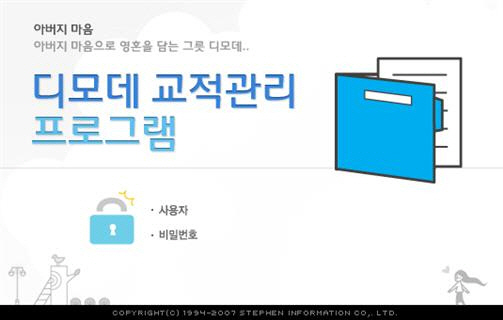 아버지 마음
아버지 마음으로 영혼을 담는 그릇 디모데..
디모데 교적관리
프로그램
· 사용자
· 비밀번호
COPYRIGHT(C) 1994-2007 STEPHEN INFORMATION CO,. LTD.